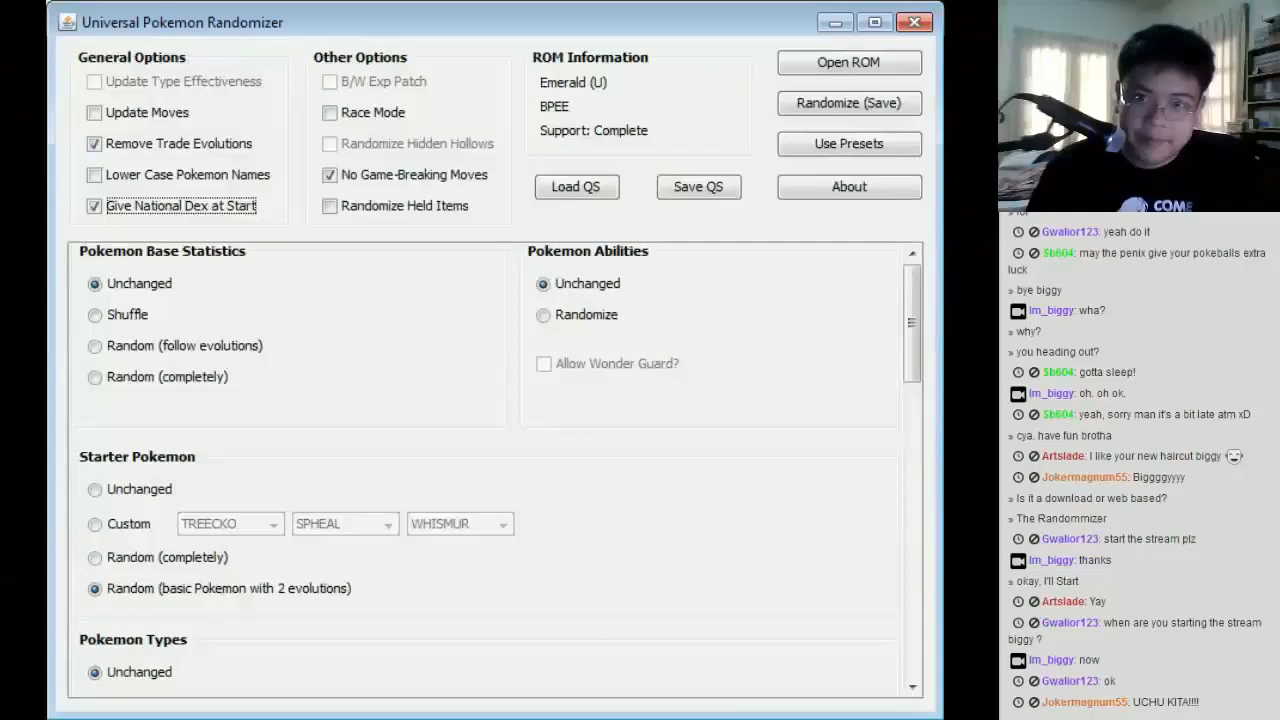 Universal Pokemon Randomizer
General Options
Update Type Effectiveness
Update Moves
Remove Trade Evolutions
Lower Case Pokemon Names
Give National Dex at Start
Other Options
B/W Exp Patch
Race Mode
Randomize Hidden Hollows
No Game-Breaking Moves
Randomize Held Items
ROM Information
Emerald (U)
BPEE
Support: Complete
Load QS
Save QS
Open ROM
Randomize (Save)
Use Presets
About
Pokemon Base Statistics
Unchanged
Shuffle
Random (follow evolutions)
Random (completely)
Pokemon Abilities
Unchanged
Randomize
Allow Wonder Guard?
Starter Pokemon
Unchanged
Custom
TREECKO
SPHEAL
WHISMUR
Random (completely)
Random (basic Pokemon with 2 evolutions)
Pokemon Types
Unchanged
COM
Gwalior123: yeah do it
Sb604: may the penix give your pokeballs extra
luck
» bye biggy
Im_biggy: wha?
» why?
» you heading out?
Sb604: gotta sleep!
Im_biggy: oh. oh ok.
Sb604: yeah, sorry man it's a bit late atm xD
» cya. have fun brotha
Artslade: I like your new haircut biggy
Jokermagnum55: Biggggyyyy
» Is it a download or web based?
» The Randommizer
Gwalior123: start the stream plz
Im_biggy: thanks
» okay, I'll Start
Artslade: Yay
Gwalior123: when are you starting the stream
biggy ?
Im_biggy: now
Gwalior123: ok
Jokermagnum55: UCHU KITA!!!!